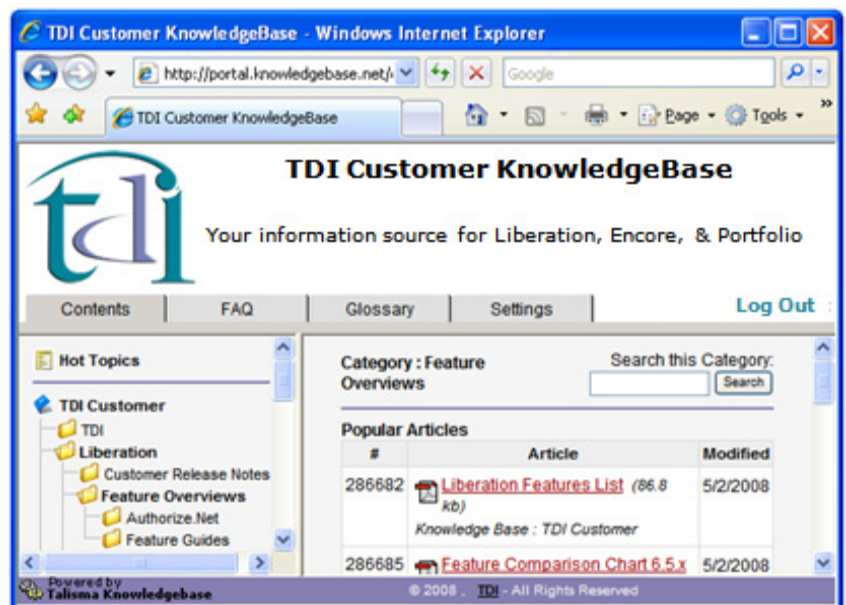 TDI Customer KnowledgeBase - Windows Internet Explorer
http://portal.knowledgebase.net/
Google
TDI Customer KnowledgeBase
Page
Tools
tdi
TDI Customer KnowledgeBase
Your information source for Liberation, Encore, & Portfolio
Contents FAQ Glossary Settings Log Out
Hot Topics
TDI Customer
TDI
Liberation
Customer Release Notes
Feature Overviews
Authorize.Net
Feature Guides
Category : Feature Overviews
Search this Category:
Search
Popular Articles
# Article Modified
286682 Liberation Features List (86.8 kb) 5/2/2008
Knowledge Base : TDI Customer
286685 Feature Comparison Chart 6.5.x 5/2/2008
Powered by
Talisma Knowledgebase
© 2008 , TDI - All Rights Reserved